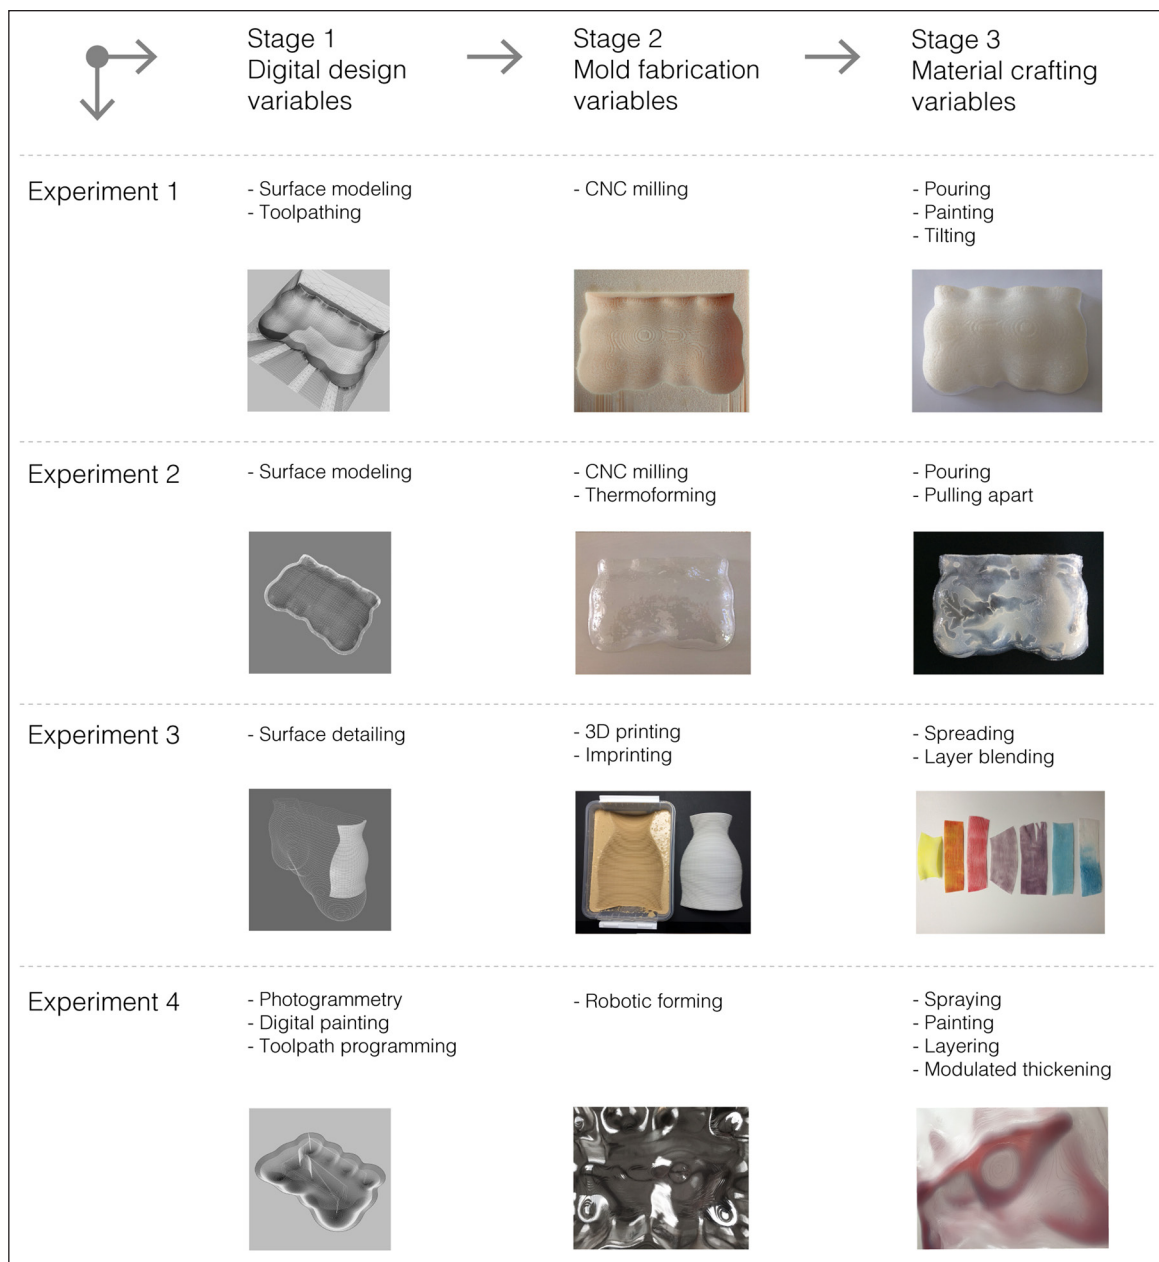 Stage 1
Digital design
variables
Stage 2
Mold fabrication
variables
Stage 3
Material crafting
variables
Experiment 1
- Surface modeling
- Toolpathing
- CNC milling
- Pouring
- Painting
- Tilting
Experiment 2
- Surface modeling
- CNC milling
- Thermoforming
- Pouring
- Pulling apart
Experiment 3
- Surface detailing
- 3D printing
- Imprinting
- Spreading
- Layer blending
Experiment 4
- Photogrammetry
- Digital painting
- Toolpath programming
- Robotic forming
- Spraying
- Painting
- Layering
- Modulated thickening